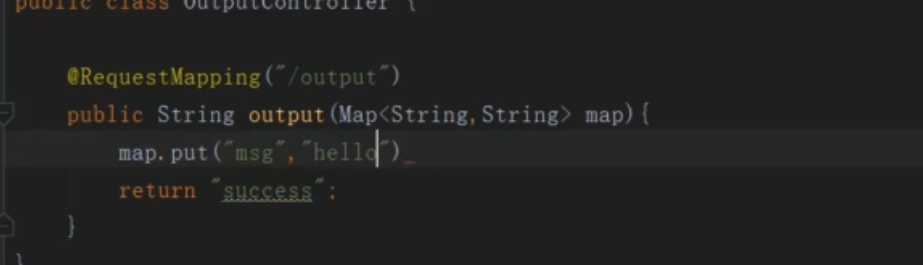 public class OutputController {
@RequestMapping("/output")
public String output(Map<String,String> map){
map.put("msg","hello")
return "success";
}
}